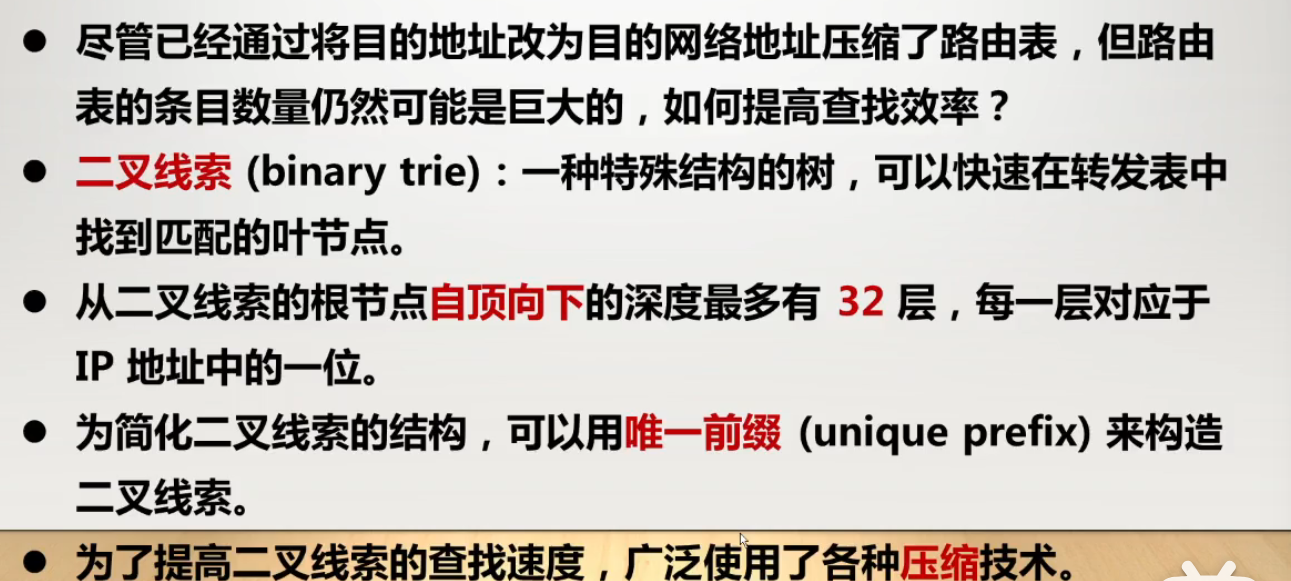 ● 尽管已经通过将目的地址改为目的网络地址压缩了路由表，但路由
表的条目数量仍然可能是巨大的，如何提高查找效率？
● 二叉线索 (binary trie)：一种特殊结构的树，可以快速在转发表中
找到匹配的叶节点。
● 从二叉线索的根节点自顶向下的深度最多有 32 层，每一层对应于
IP 地址中的一位。
● 为简化二叉线索的结构，可以用唯一前缀 (unique prefix) 来构造
二叉线索。
● 为了提高二叉线索的查找速度，广泛使用了各种压缩技术。